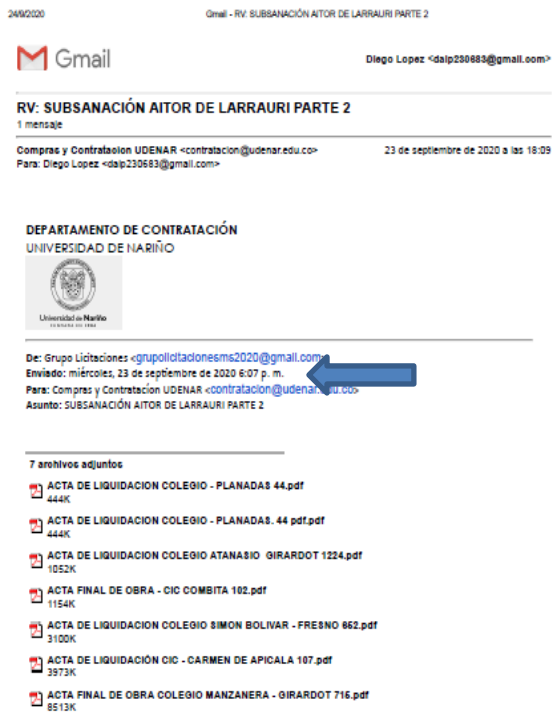 24/9/2020 Gmail - RV: SUBSANACIÓN AITOR DE LARRAURI PARTE 2
Gmail
Diego Lopez <dalp230683@gmail.com>
RV: SUBSANACIÓN AITOR DE LARRAURI PARTE 2
1 mensaje
Compras y Contratacion UDENAR <contratacion@udenar.edu.co> 23 de septiembre de 2020 a las 18:09
Para: Diego Lopez <dalp230683@gmail.com>
DEPARTAMENTO DE CONTRATACIÓN
UNIVERSIDAD DE NARIÑO
Universidad de Nariño
De: Grupo Licitaciones <grupolicitacionesms2020@gmail.com>
Enviado: miércoles, 23 de septiembre de 2020 6:07 p. m.
Para: Compras y Contratacion UDENAR <contratacion@udenar.edu.co>
Asunto: SUBSANACIÓN AITOR DE LARRAURI PARTE 2
7 archivos adjuntos
ACTA DE LIQUIDACION COLEGIO - PLANADAS 44.pdf
444K
ACTA DE LIQUIDACION COLEGIO - PLANADAS. 44 pdf.pdf
444K
ACTA DE LIQUIDACION COLEGIO ATANASIO GIRARDOT 1224.pdf
1052K
ACTA FINAL DE OBRA - CIC COMBITA 102.pdf
1154K
ACTA DE LIQUIDACION COLEGIO SIMON BOLIVAR - FRESNO 652.pdf
3100K
ACTA DE LIQUIDACIÓN CIC - CARMEN DE APICALA 107.pdf
3973K
ACTA FINAL DE OBRA COLEGIO MANZANERA - GIRARDOT 715.pdf
8513K